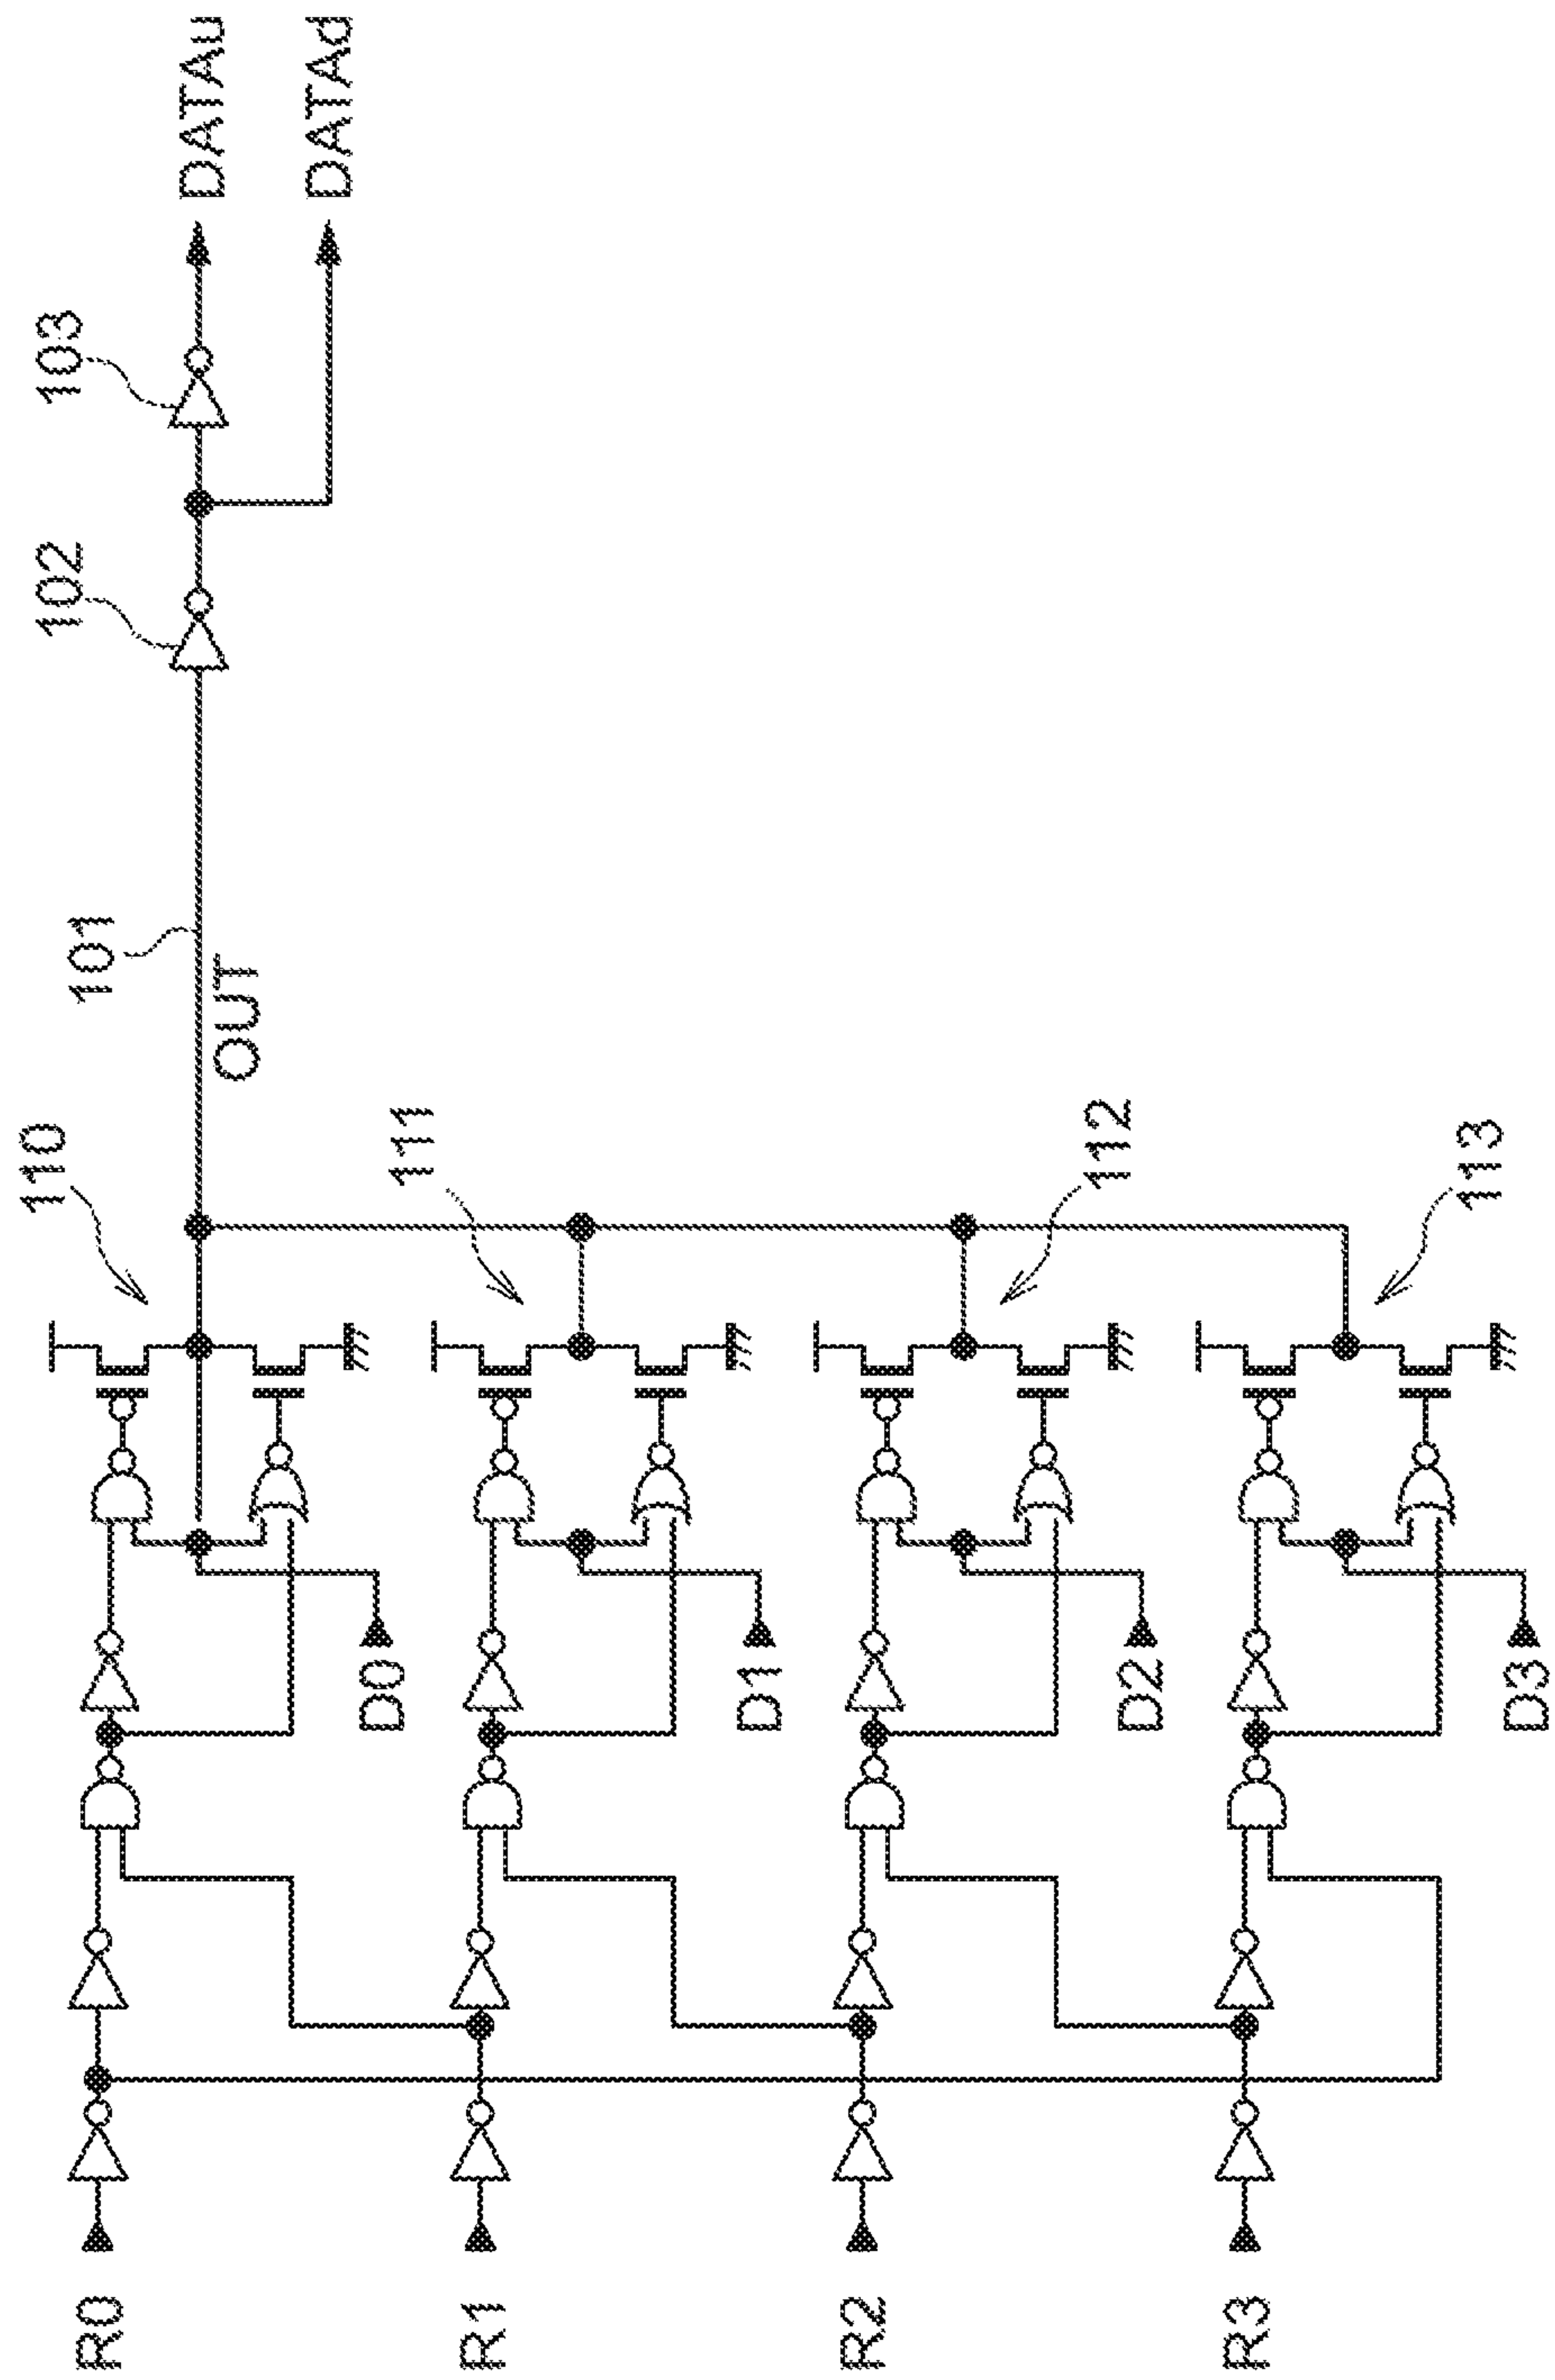 R0
R1
R2
R3
D0
D1
D2
D3
110
111
112
113
OUT
101
102
103
DATAu
DATAd